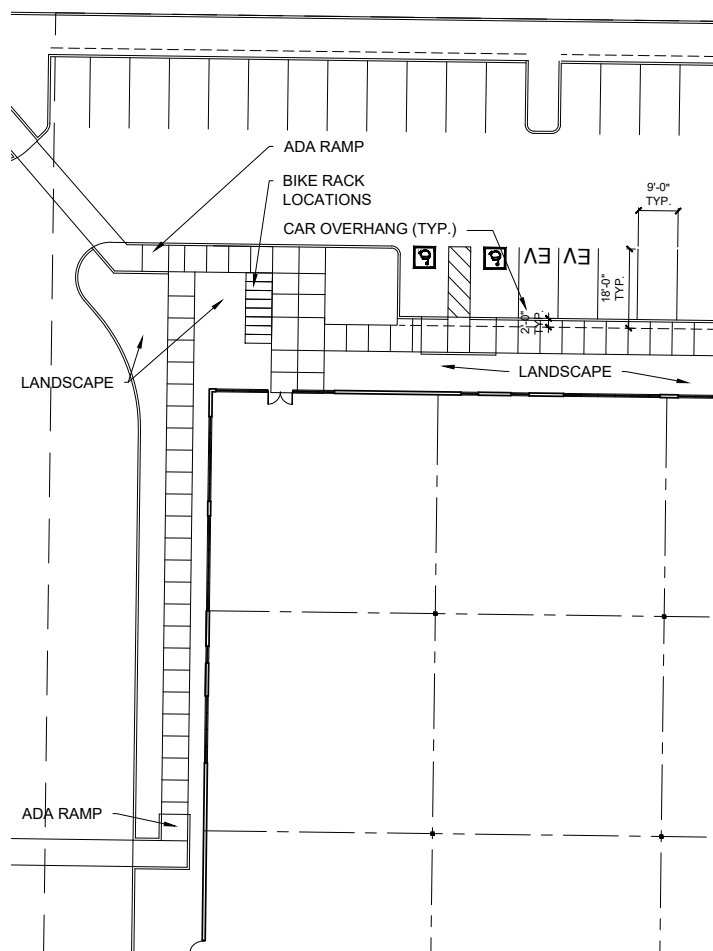 ADA RAMP
BIKE RACK
LOCATIONS
9'-0"
TYP.
CAR OVERHANG (TYP.)
EV
EV
18'-0"
TYP.
2'-0"
TYP.
LANDSCAPE
LANDSCAPE
ADA RAMP